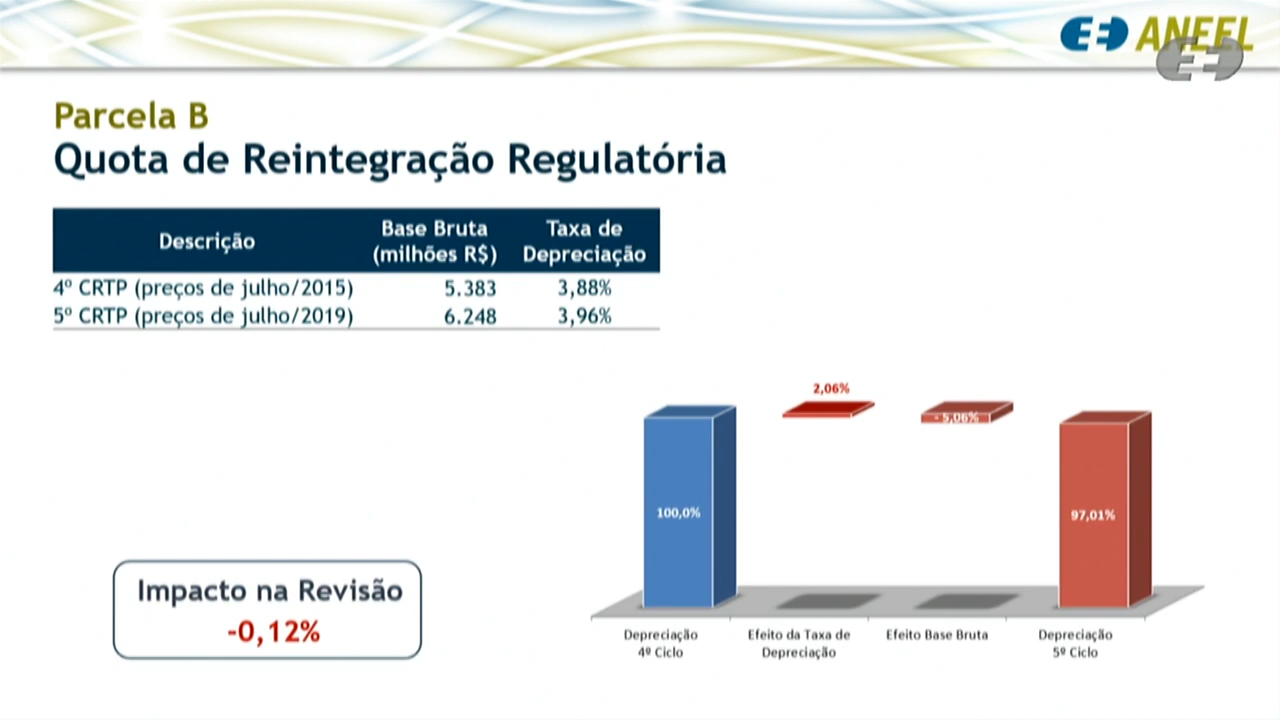 ANEEL
Parcela B
Quota de Reintegração Regulatória
Descrição
Base Bruta
(milhões R$)
Taxa de
Depreciação
4º CRTP (preços de julho/2015) 5.383 3,88%
5º CRTP (preços de julho/2019) 6.248 3,96%
2,06%
- 5,06%
100,0%
97,01%
Impacto na Revisão
-0,12%
Depreciação
4º Ciclo
Efeito da Taxa de
Depreciação
Efeito Base Bruta
Depreciação
5º Ciclo